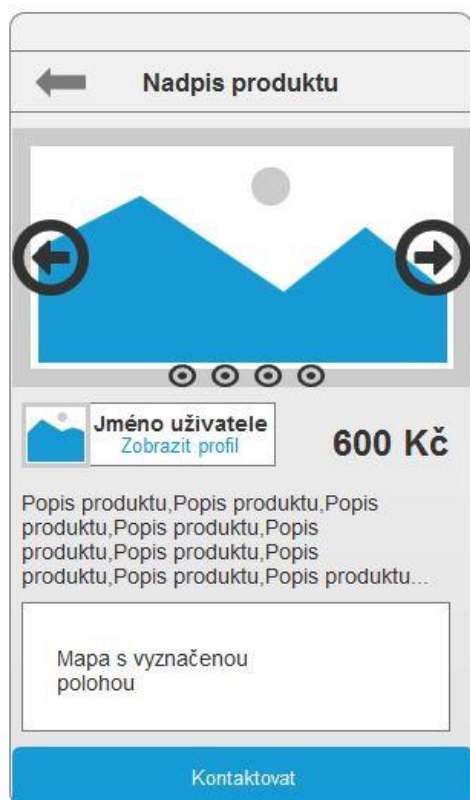 Nadpis produktu
Jméno uživatele
Zobrazit profil
600 Kč
Popis produktu,Popis produktu,Popis
produktu,Popis produktu,Popis
produktu,Popis produktu,Popis
produktu,Popis produktu,Popis produktu...
Mapa s vyznačenou
polohou
Kontaktovat